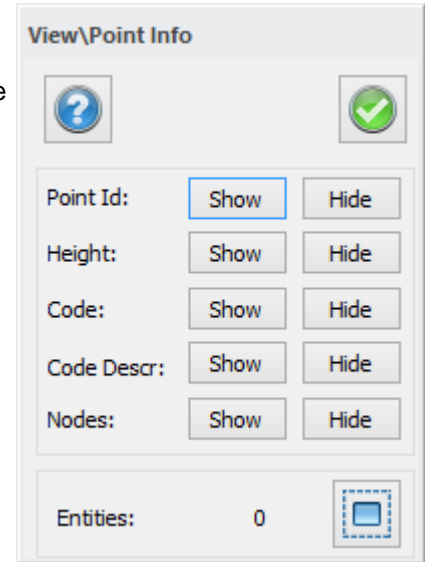 View\Point Info
e
Point Id: Show Hide
Height: Show Hide
Code: Show Hide
Code Descr: Show Hide
Nodes: Show Hide
Entities: 0